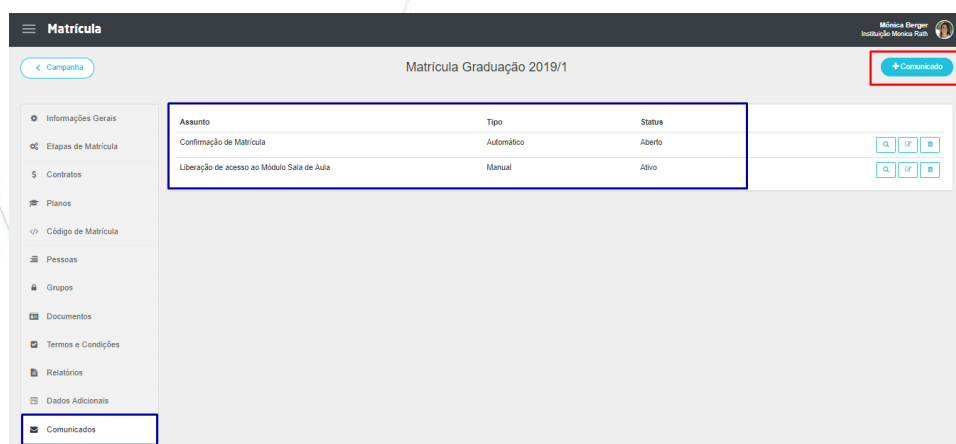 Matrícula
Mônica Berger
Instituição Monica Rath
Campanha
Matrícula Graduação 2019/1
+Comunicado
Informações Gerais
Etapas de Matrícula
Contratos
Planos
Código de Matrícula
Pessoas
Grupos
Documentos
Termos e Condições
Relatórios
Dados Adicionais
Comunicados
Assunto Tipo Status
Confirmação de Matrícula Automático Aberto
Liberação de acesso ao Módulo Sala de Aula Manual Ativo